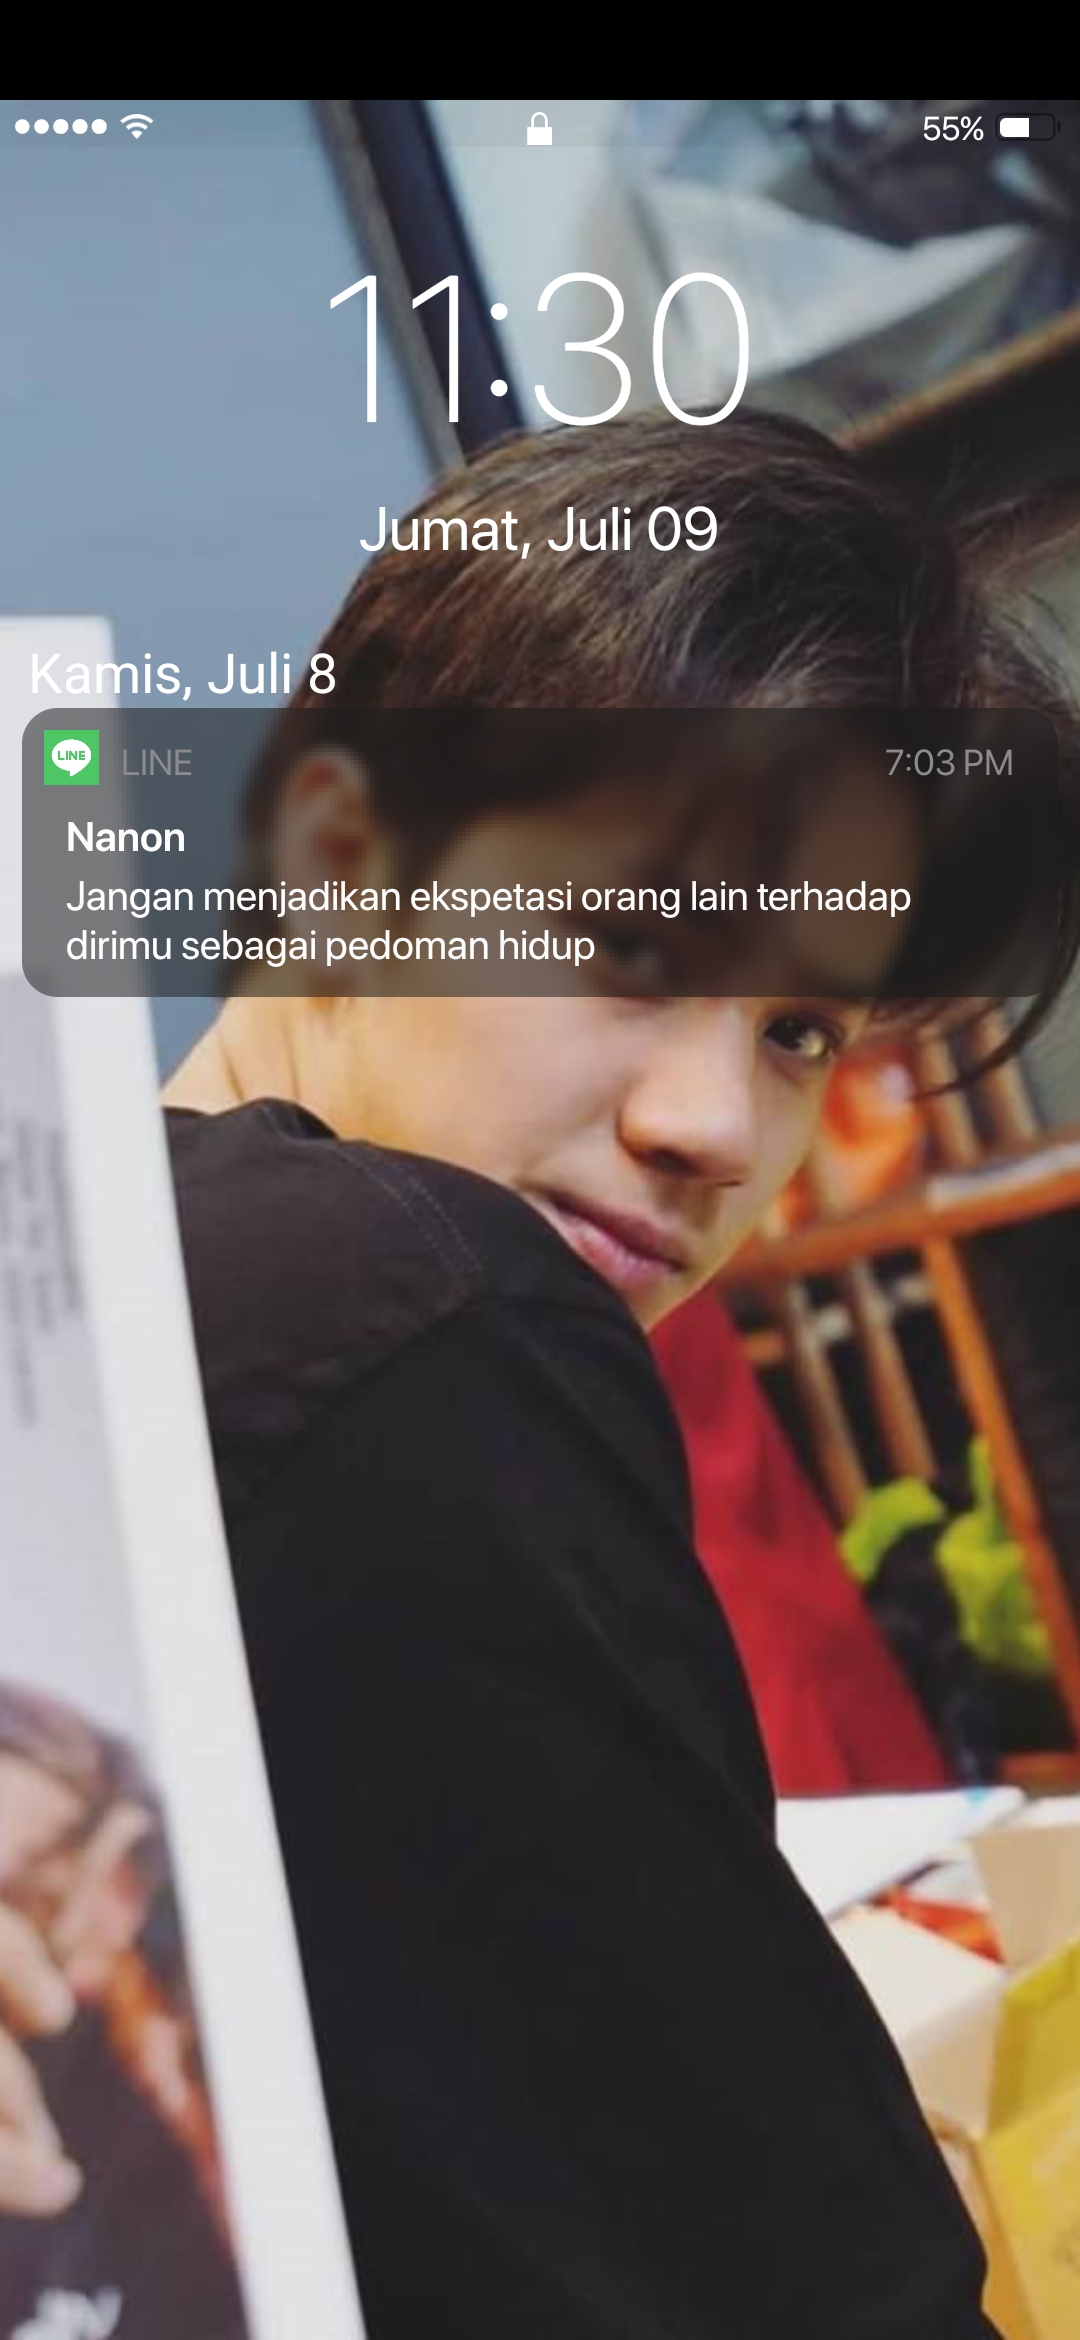 55%
11:30
Jumat, Juli 09
Kamis, Juli 8
LINE LINE 7:03 PM
Nanon
Jangan menjadikan ekspetasi orang lain terhadap
dirimu sebagai pedoman hidup